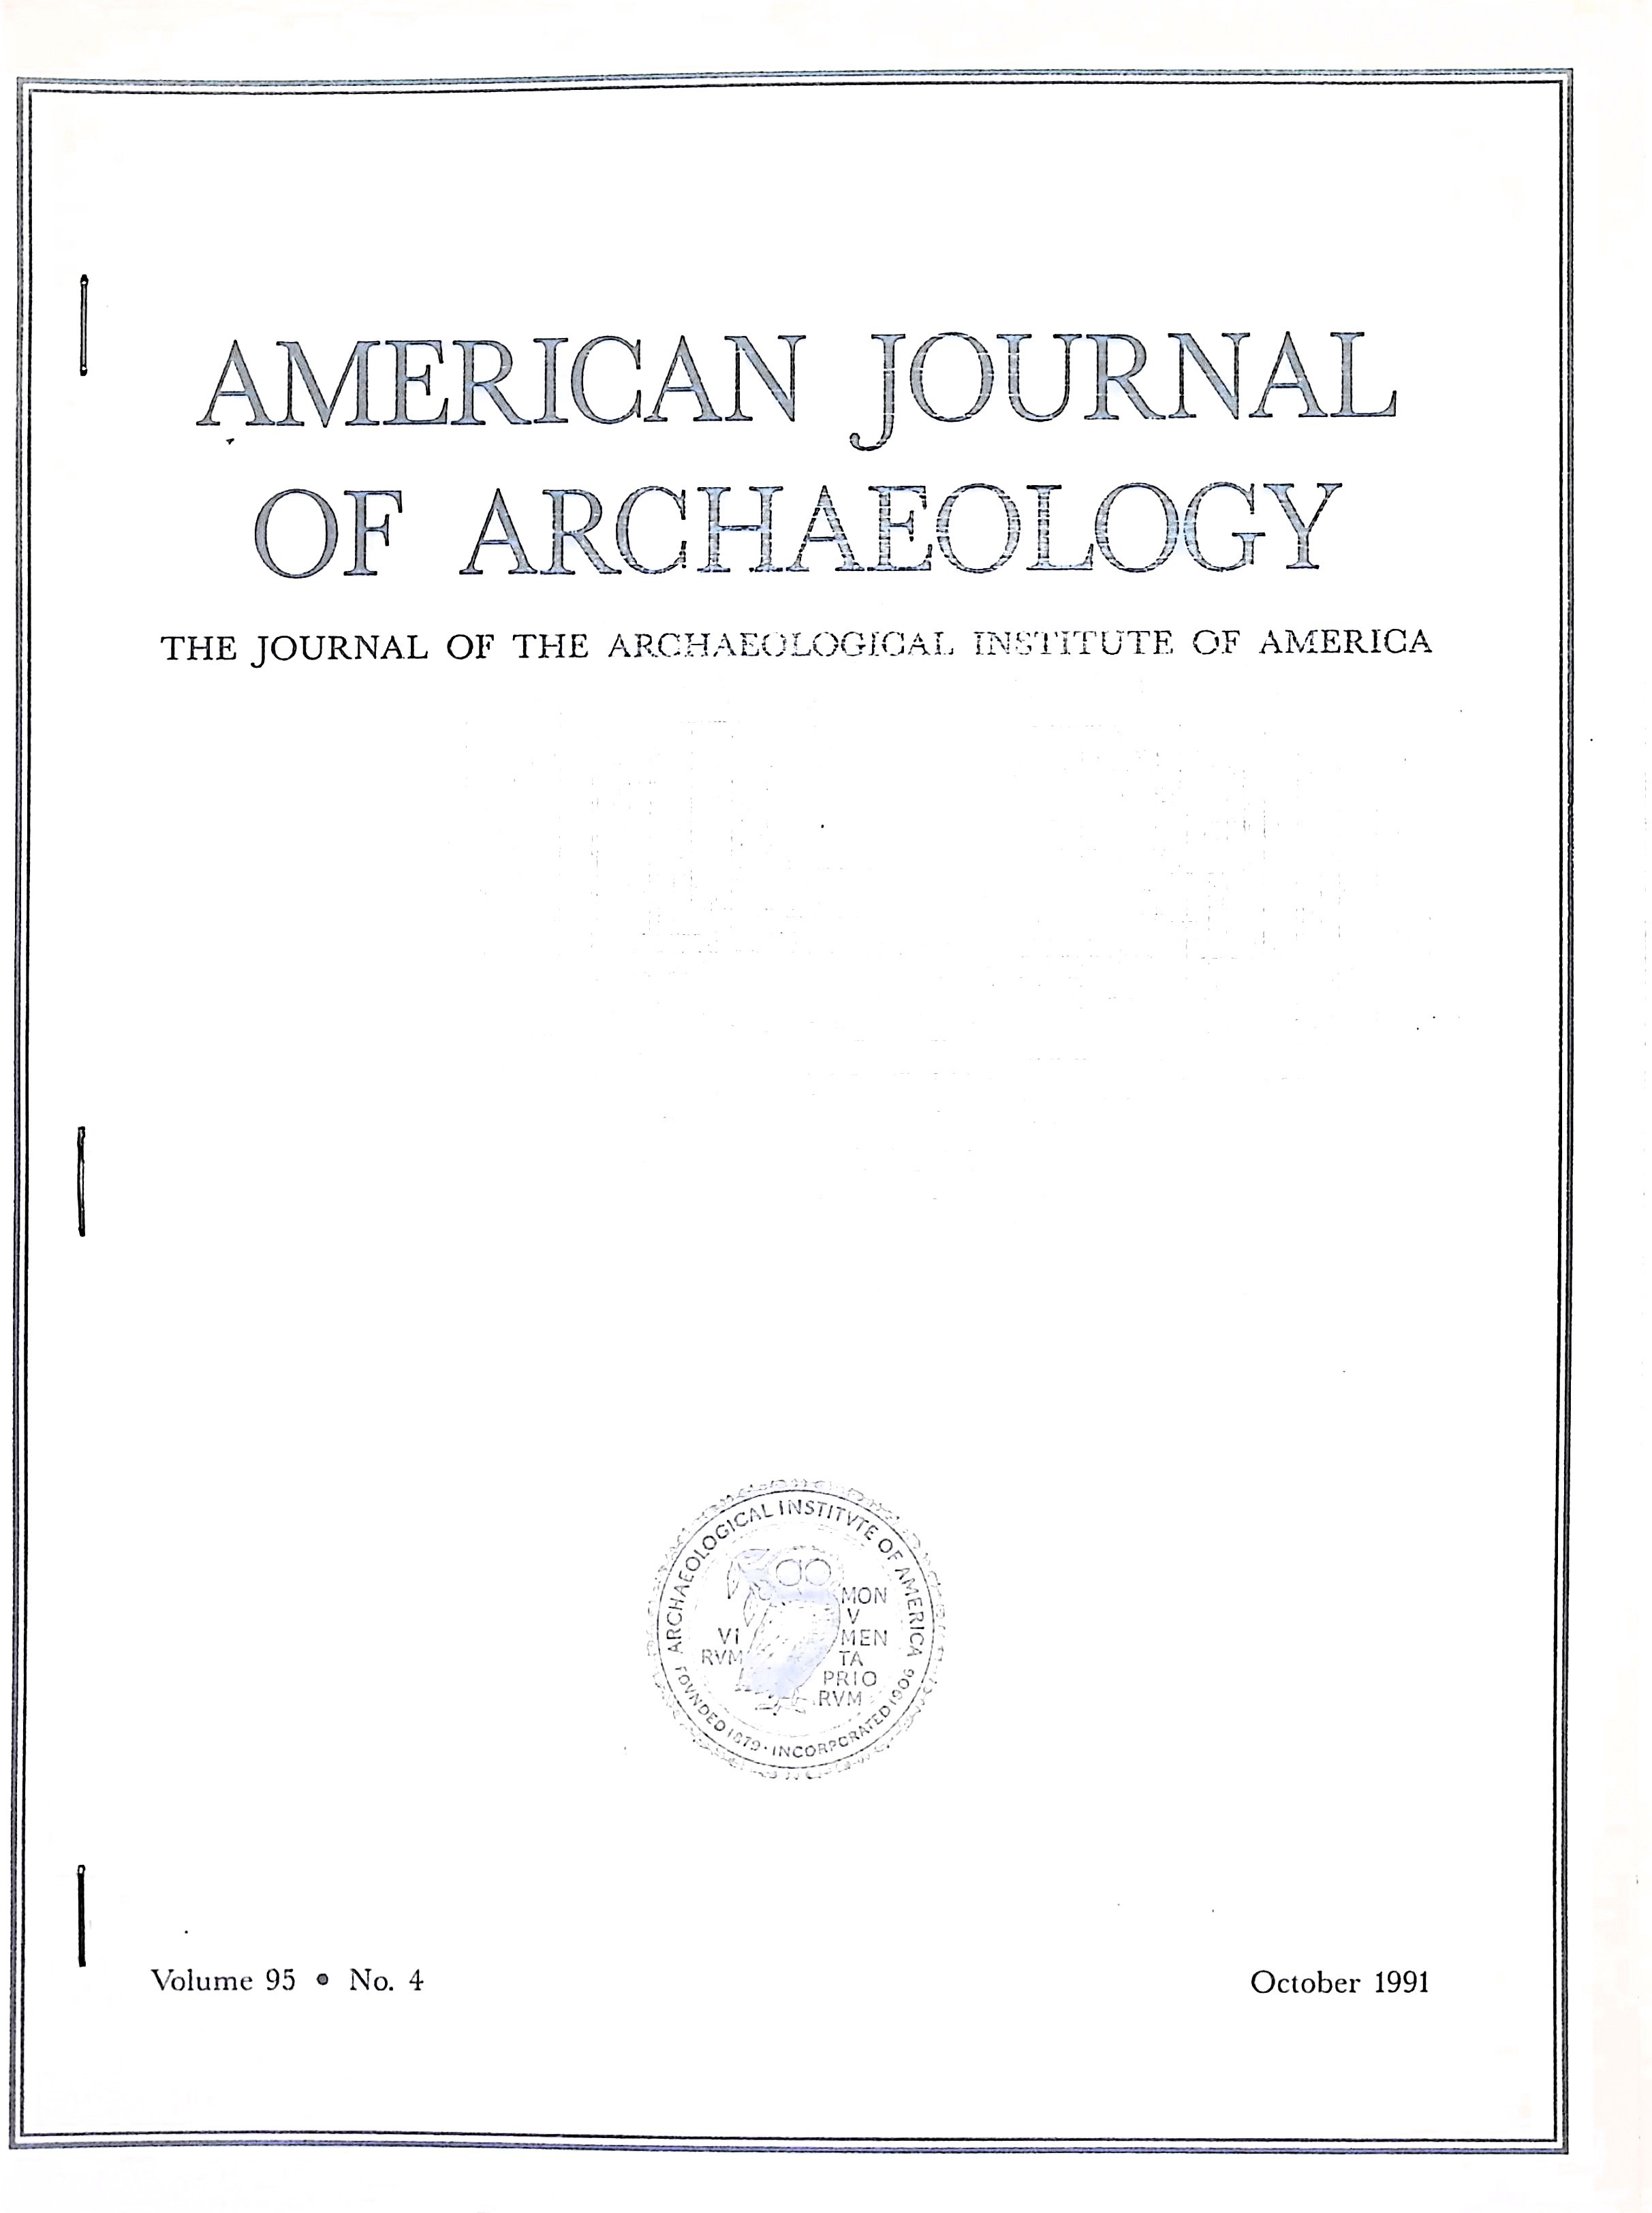 AMERICAN JOURNAL
OF ARCHAEOLOGY
THE JOURNAL OF THE ARCHAEOLOGICAL INSTITUTE OF AMERICA
ARCHAEOLOGICAL INSTITVTE OF AMERICA
MON
V
VI MEN
RVM TA
PRIO
RVM
FOVNDED 1879 · INCORPORATED 1906
Volume 95 • No. 4
October 1991